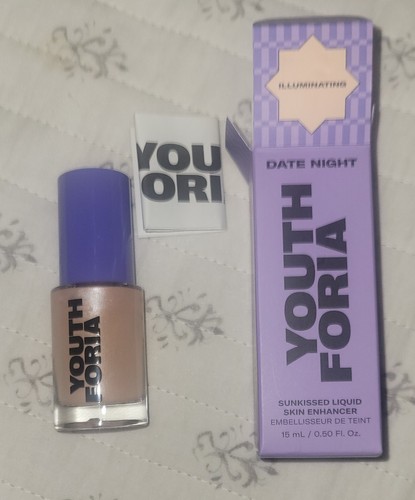 YOUTH
FORIA
YOU
ORI
ILLUMINATING
DATE NIGHT
YOUTH
FORIA
SUNKISSED LIQUID
SKIN ENHANCER
EMBELLISSEUR DE TEINT
15 mL / 0.50 Fl. Oz.